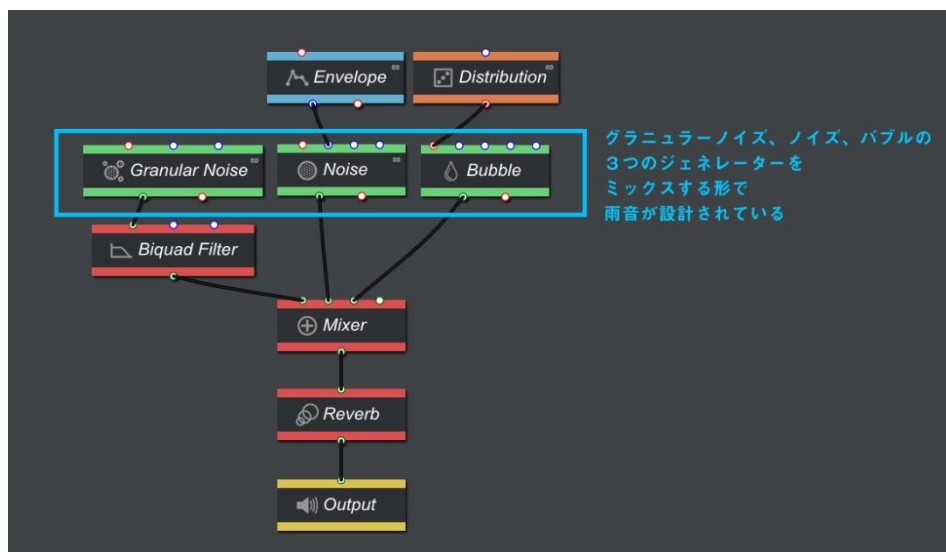 Envelope
Distribution
Granular Noise
Noise
Bubble
グラニュラーノイズ、ノイズ、バブルの
３つのジェネレーターを
ミックスする形で
雨音が設計されている
Biquad Filter
Mixer
Reverb
Output